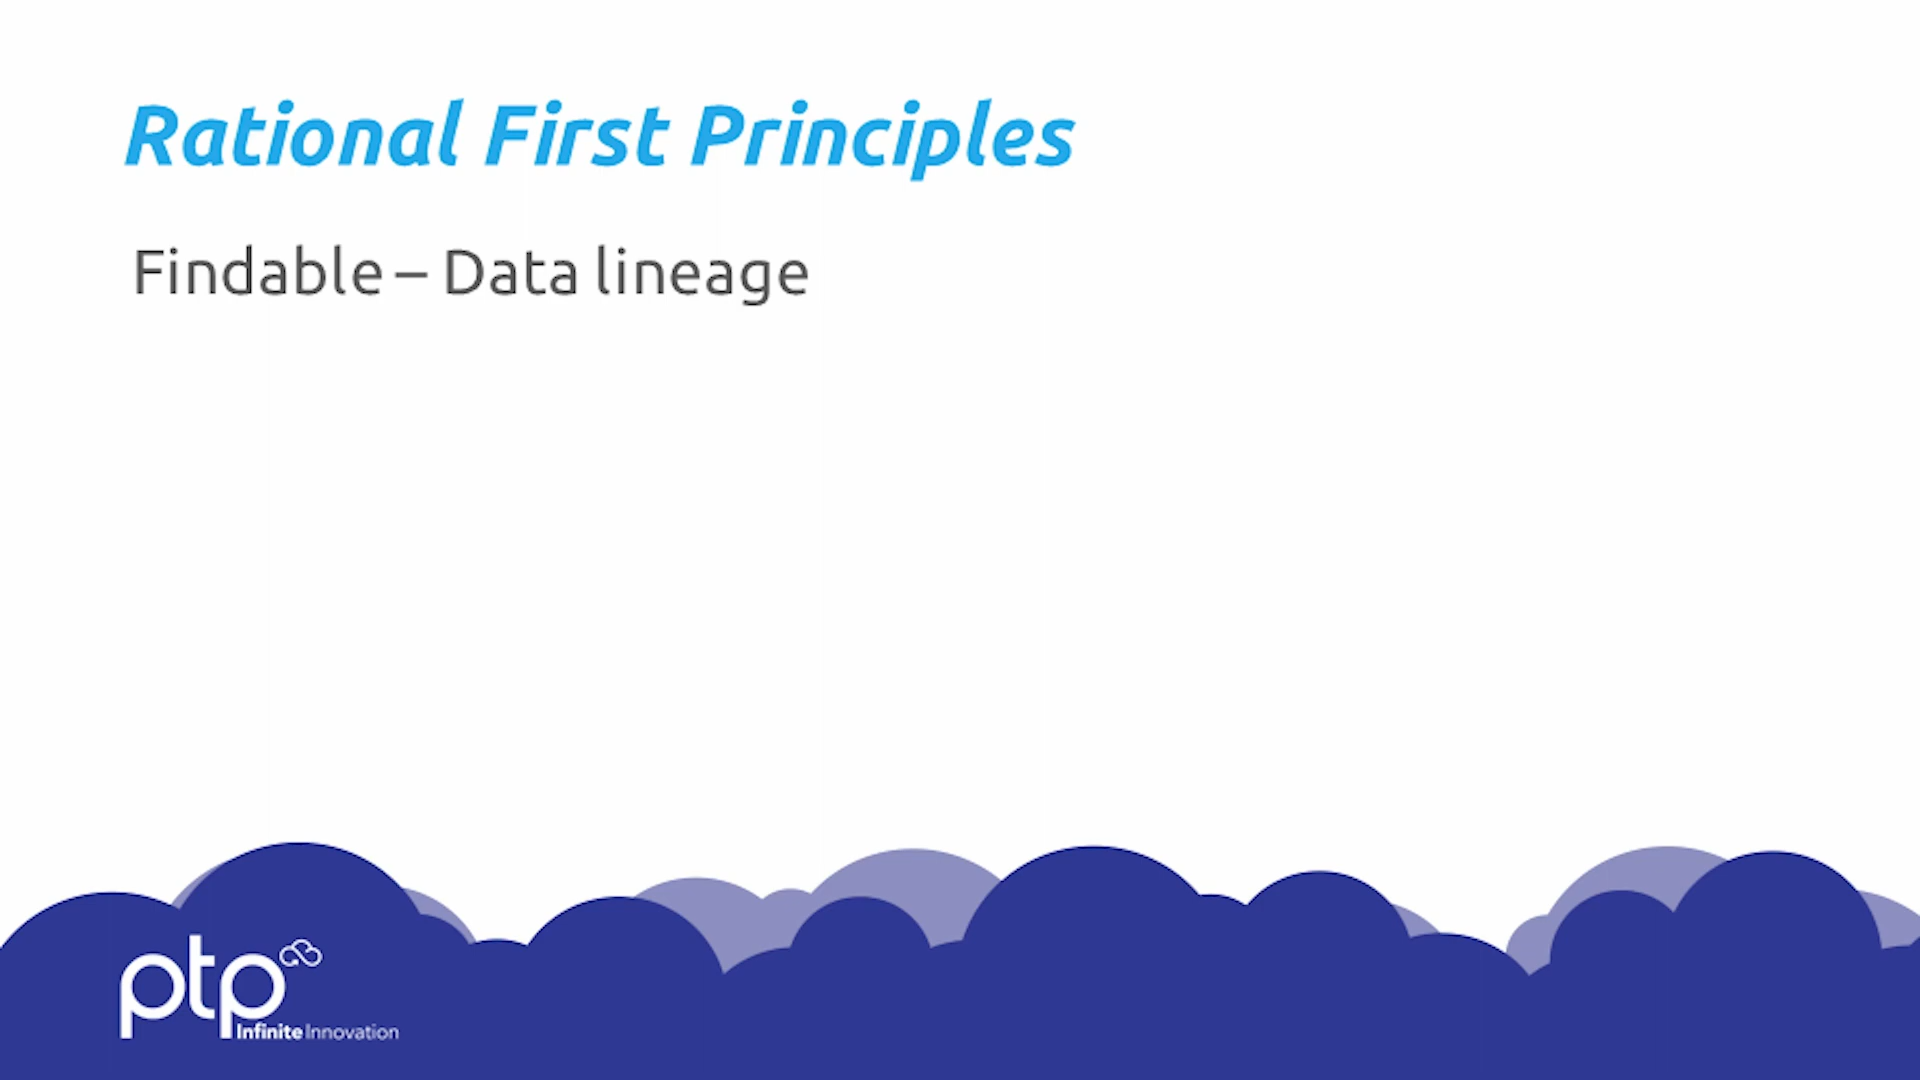 Rational First Principles
Findable – Data lineage
ptp
Infinite Innovation